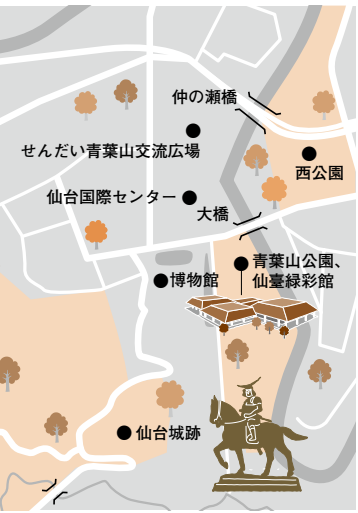 仲の瀬橋
せんだい青葉山交流広場
西公園
仙台国際センター
大橋
青葉山公園、
仙臺緑彩館
博物館
仙台城跡